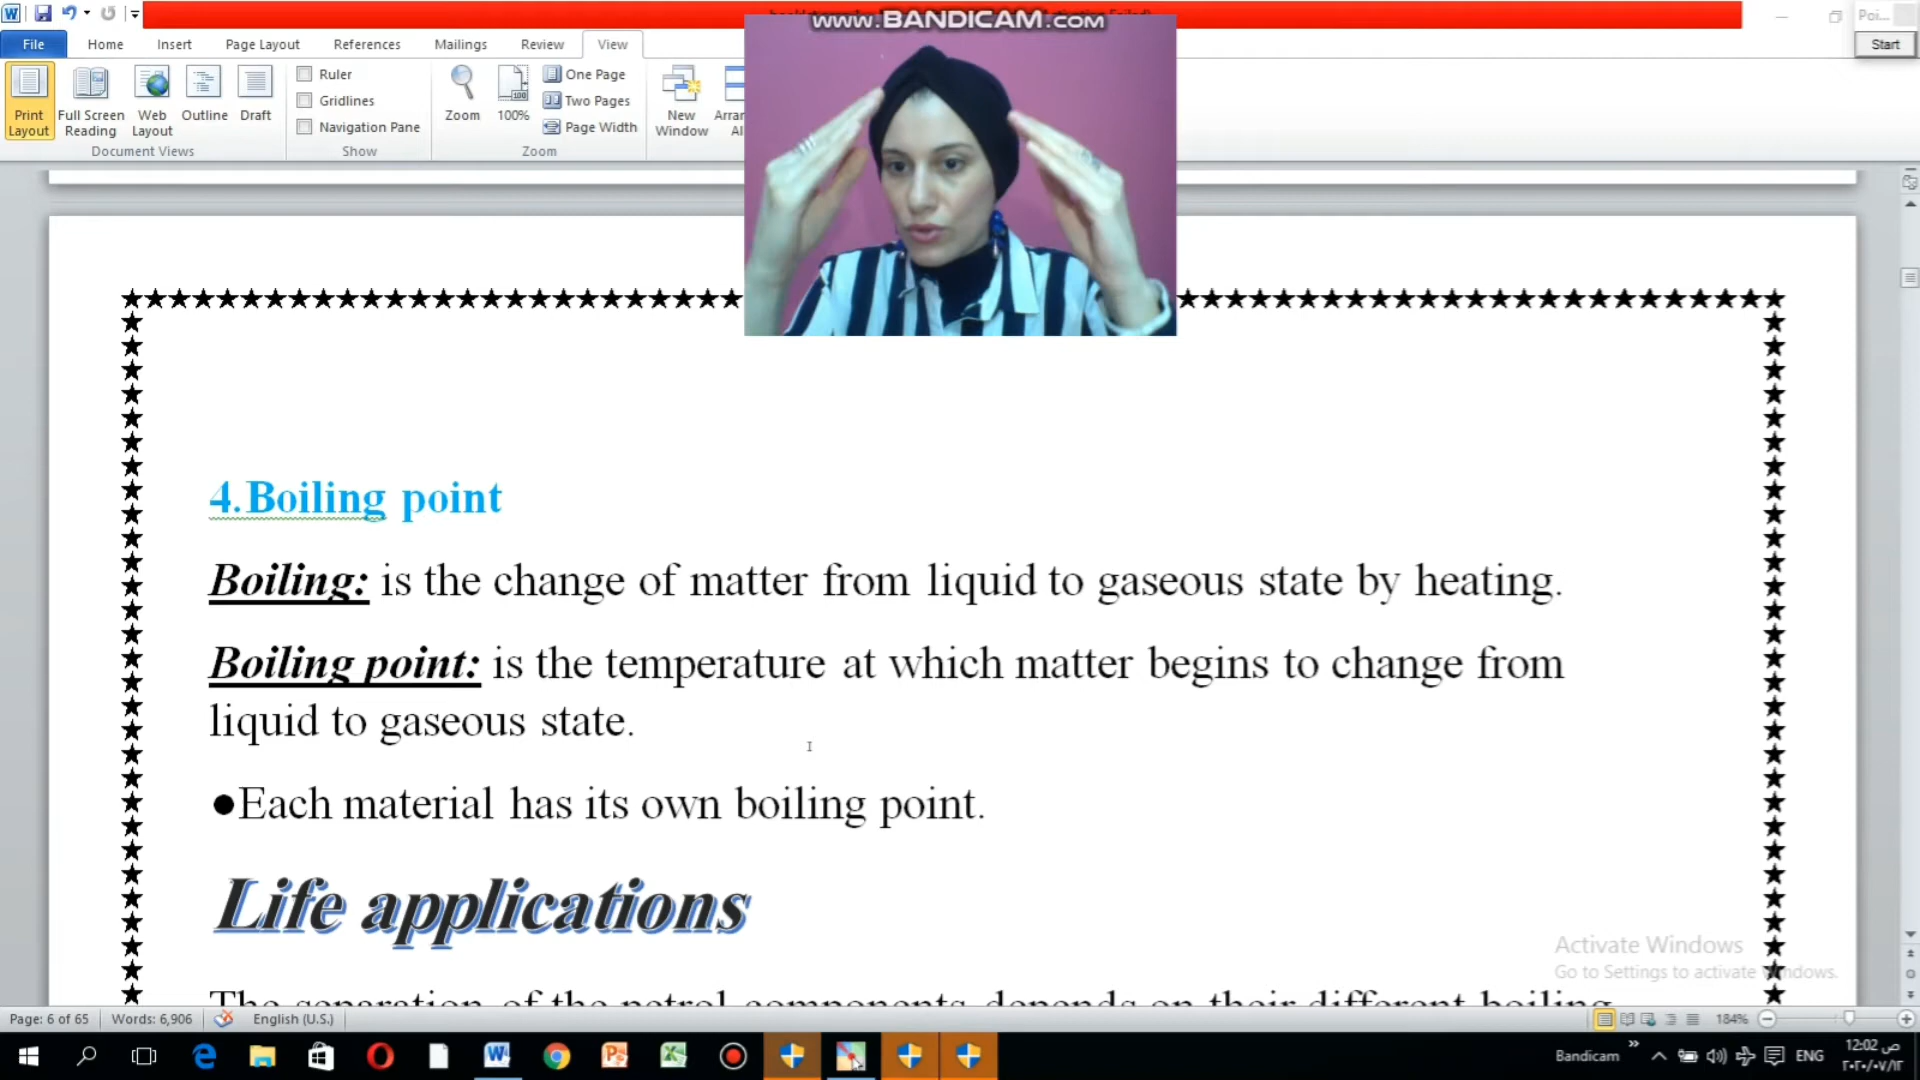 www.BANDICAM.com
Poi...
Start
File
Home
Insert
Page Layout
References
Mailings
Review
View
Print Layout
Full Screen Reading
Web Layout
Outline
Draft
Document Views
Ruler
Gridlines
Navigation Pane
Show
Zoom
100%
One Page
Two Pages
Page Width
Zoom
New Window
4.Boiling point
Boiling: is the change of matter from liquid to gaseous state by heating.
Boiling point: is the temperature at which matter begins to change from
liquid to gaseous state.
●Each material has its own boiling point.
Life applications
The separation of the petrol components depends on their different boiling
Activate Windows
Go to Settings to activate Windows.
Page: 6 of 65
Words: 6,906
English (U.S.)
184%
Bandicam
ENG
12:02 ص